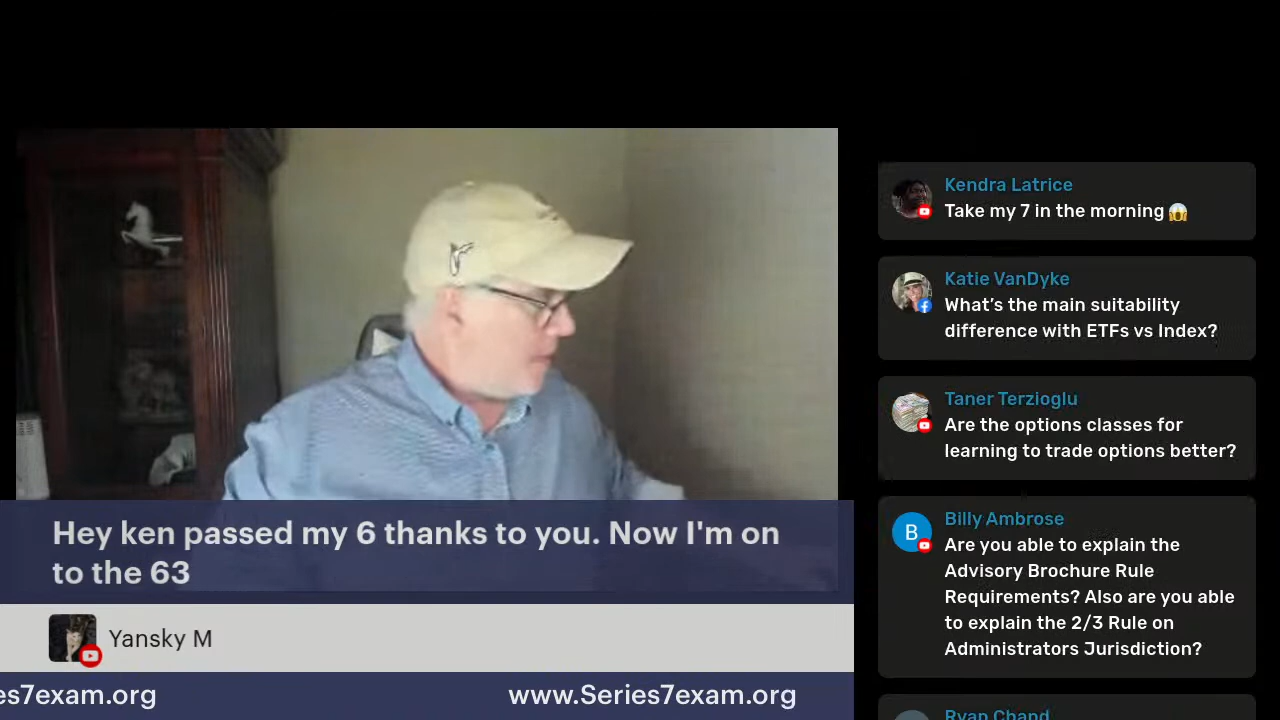 Kendra Latrice
Take my 7 in the morning 😱
Katie VanDyke
What's the main suitability
difference with ETFs vs Index?
Taner Terzioglu
Are the options classes for
learning to trade options better?
B
Billy Ambrose
Are you able to explain the
Advisory Brochure Rule
Requirements? Also are you able
to explain the 2/3 Rule on
Administrators Jurisdiction?
Ryan Chand
Hey ken passed my 6 thanks to you. Now I'm on
to the 63
Yansky M
es7exam.org
www.Series7exam.org